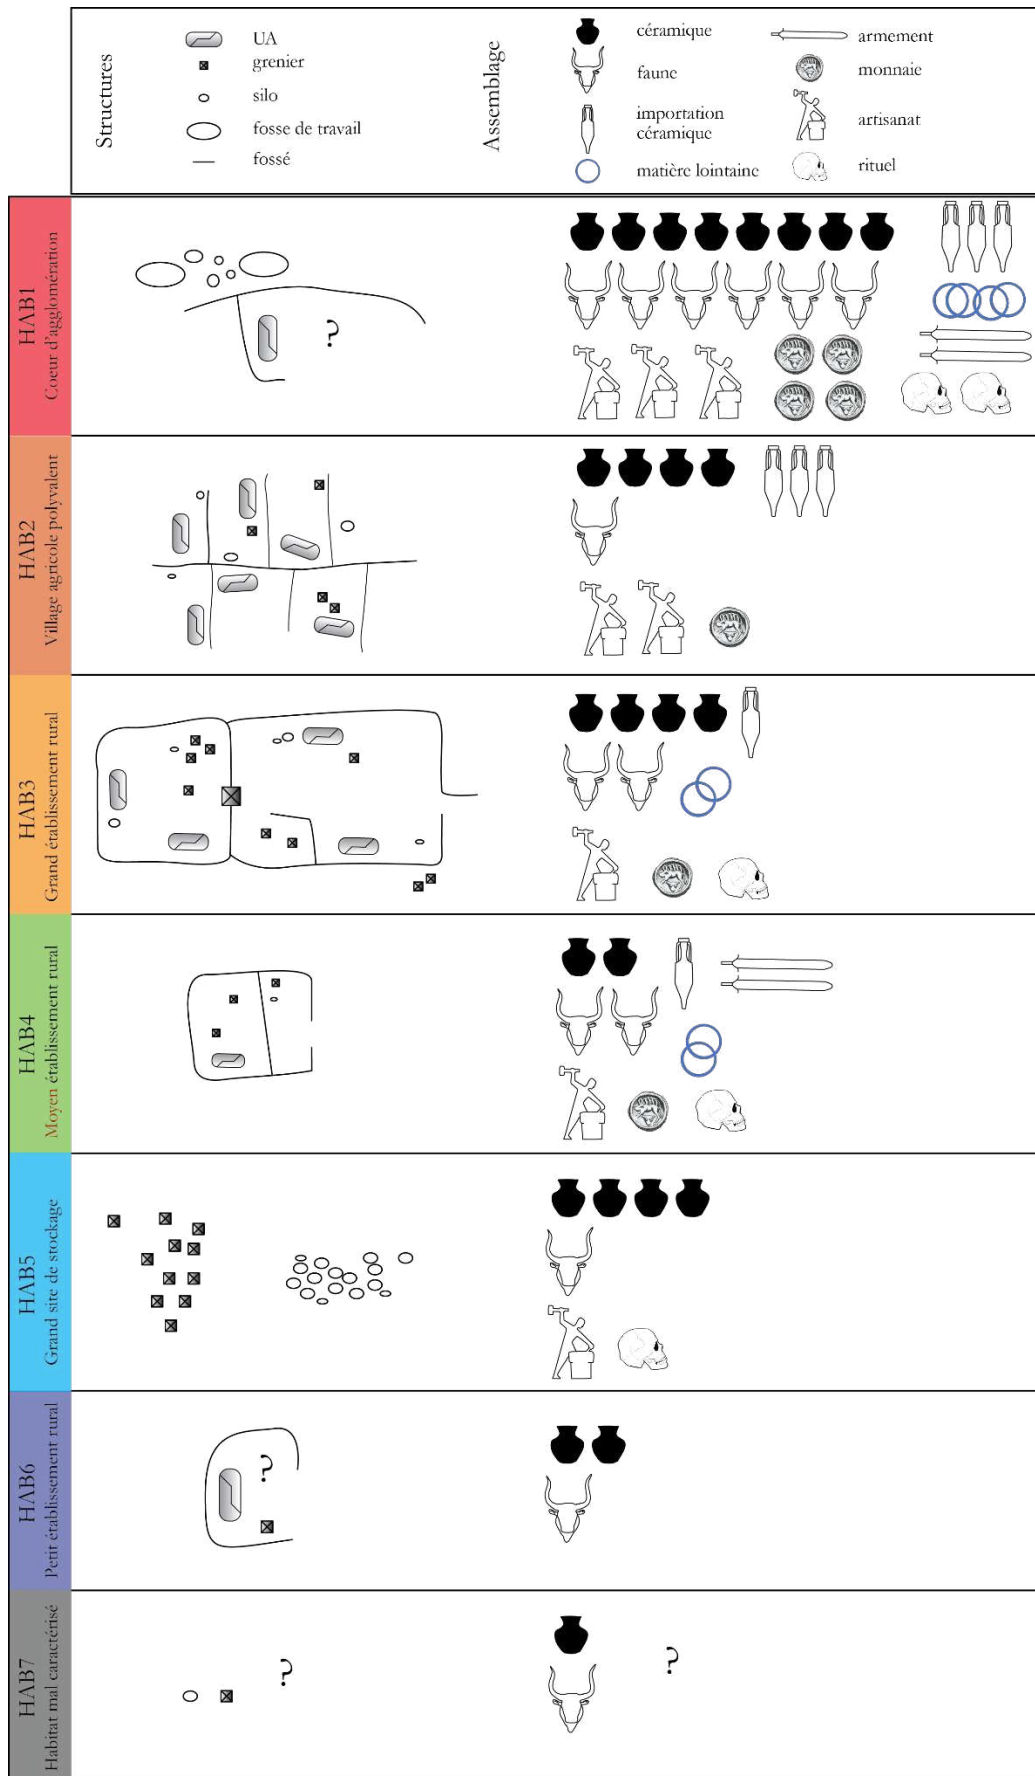 Structures
UA
grenier
silo
fosse de travail
fossé
Assemblage
céramique
faune
importation
céramique
matière lointaine
armement
monnaie
artisanat
rituel
HAB1
Coeur d'agglomération
?
HAB2
Village agricole polyvalent
HAB3
Grand établissement rural
HAB4
Moyen établissement rural
HAB5
Grand site de stockage
HAB6
Petit établissement rural
?
HAB7
Habitat mal caractérisé
?
?